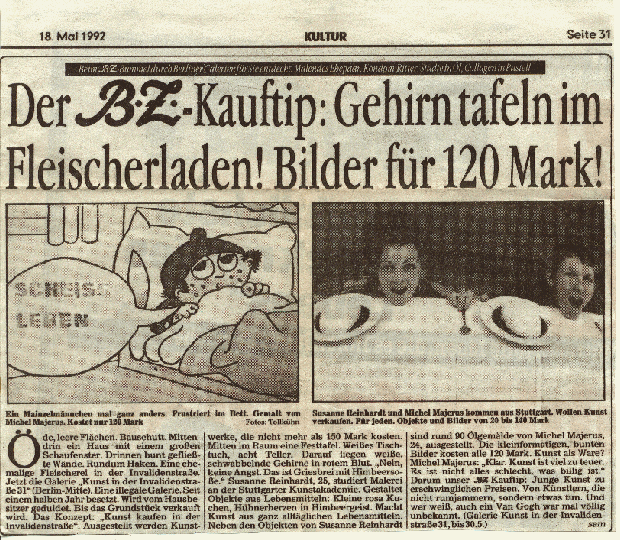 18. Mai 1992
KULTUR
Seite 31
Der B·Z·-Kauftip: Gehirn tafeln im
Fleischerladen! Bilder für 120 Mark!
SCHEISS
LEBEN
Ein Mainzelmännchen mal ganz anders. Frustriert im Bett. Gemalt von
Michel Majerus. Kostet nur 120 Mark
Fotos: Tollkühn
Susanne Reinhardt und Michel Majerus kommen aus Stuttgart. Wollen Kunst
verkaufen. Für jeden. Objekte und Bilder von 20 bis 120 Mark
Öde, leere Flächen. Bauschutt. Mitten
drin ein Haus mit einem großen
Schaufenster. Drinnen bunt geflies-
te Wände. Rundum Haken. Eine ehe-
malige Fleischerei in der Invalidenstraße.
Jetzt die Galerie „Kunst in der Invalidenstra-
ße 31“ (Berlin-Mitte). Eine illegale Galerie. Seit
einem halben Jahr besetzt. Wird vom Hausbe-
sitzer geduldet. Bis das Grundstück verkauft
wird. Das Konzept: „Kunst kaufen in der
Invalidenstraße“. Ausgestellt werden Kunst-
werke, die nicht mehr als 150 Mark kosten.
Mitten im Raum eine Festtafel. Weißes Tisch-
tuch, acht Teller. Darauf liegen weiße,
schwabbelnde Gehirne in rotem Blut. „Nein,
keine Angst. Das ist Griesbrei mit Himbeerso-
ße.“ Susanne Reinhardt, 25, studiert Malerei
an der Stuttgarter Kunstakademie. Gestaltet
Objekte aus Lebensmitteln: Kleine rosa Ku-
chen, Hühnerherzen in Himbeergeist. Macht
Kunst aus ganz alltäglichen Lebensmitteln.
Neben den Objekten von Susanne Reinhardt
sind rund 90 Ölgemälde von Michel Majerus,
24, ausgestellt. Die kleinformatigen, bunten
Bilder kosten alle 120 Mark. Kunst als Ware?
Michel Majerus: „Klar. Kunst ist viel zu teuer.
Es ist nicht alles schlecht, was billig ist.“
Darum unser BZ Kauftip: Junge Kunst zu
erschwinglichen Preisen. Von Künstlern, die
nicht rumjammern, sondern etwas tun. Und
wer weiß, auch ein Van Gogh war mal völlig
unbekannt. (Galerie Kunst in der Invaliden-
straße 31, bis 30.5.)
sem